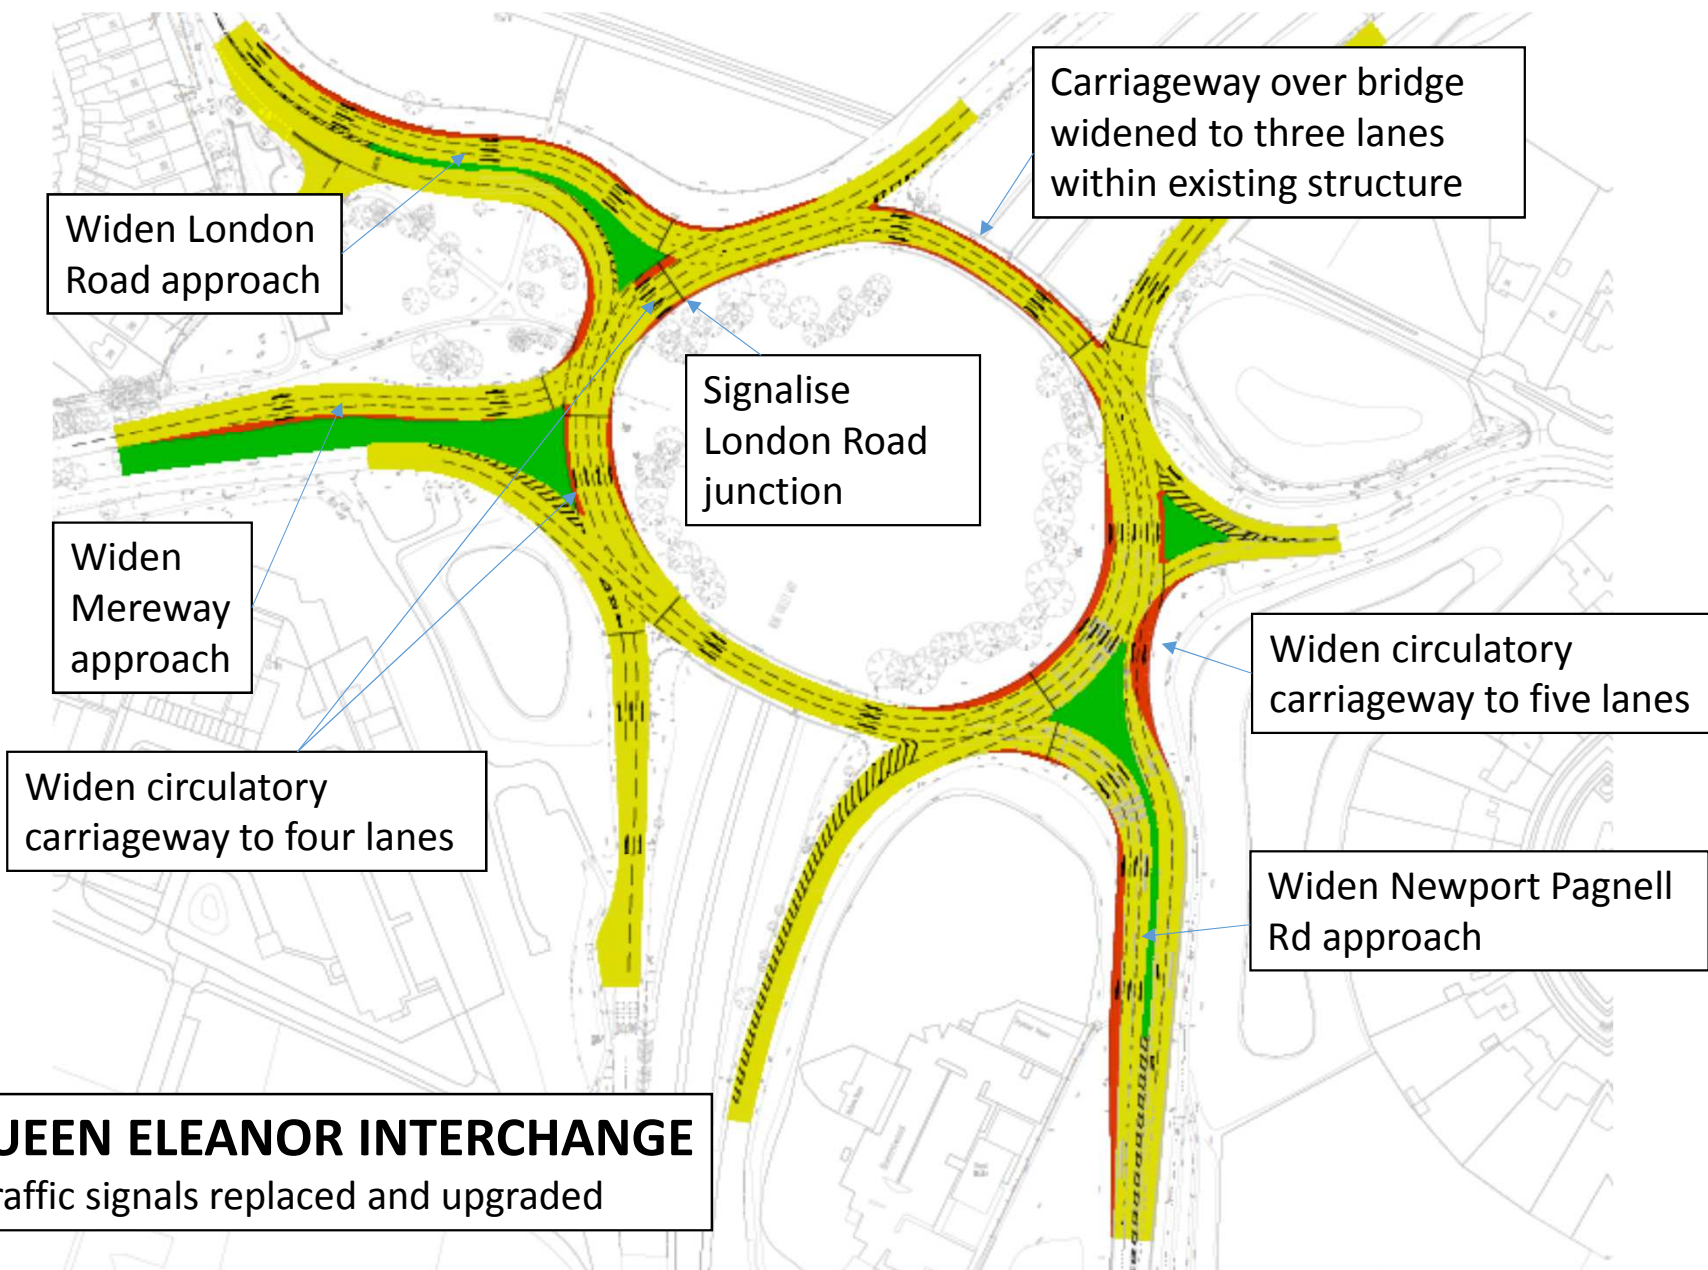 Carriageway over bridge
widened to three lanes
within existing structure
Widen London
Road approach
Signalise
London Road
junction
Widen
Mereway
approach
Widen circulatory
carriageway to five lanes
Widen circulatory
carriageway to four lanes
Widen Newport Pagnell
Rd approach
UEEN ELEANOR INTERCHANGE
raffic signals replaced and upgraded